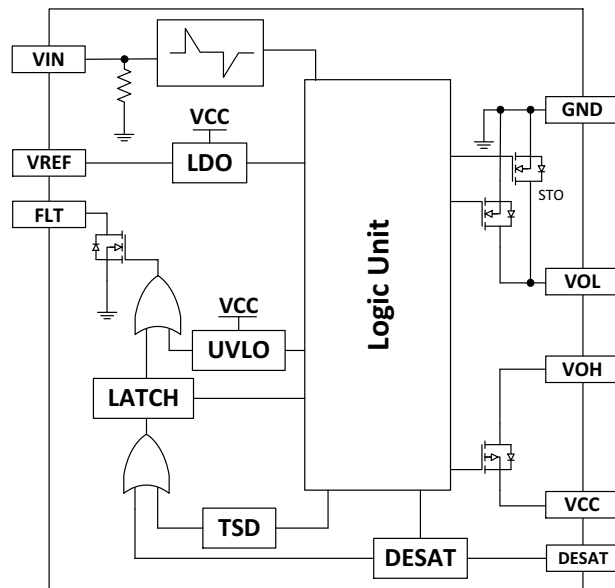 VIN
GND
VCC
VREF
LDO
STO
FLT
Logic Unit
VOL
VCC
UVLO
VOH
LATCH
VCC
TSD
DESAT
DESAT